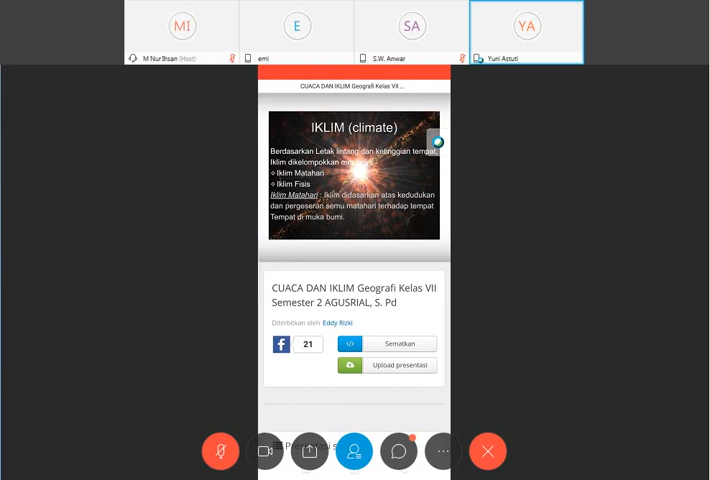 MI
E
SA
YA
M Nur Ihsan (Host)
emi
S.W. Anwar
Yuni Astuti
CUACA DAN IKLIM Geografi Kelas VII ...
IKLIM (climate)
Berdasarkan Letak lintang dan ketinggian tempat,
Iklim dikelompokkan
Iklim Matahari
Iklim Fisis
Iklim Matahari : Iklim didasarkan atas kedudukan
dan pergeseran semu matahari terhadap tempat
Tempat di muka bumi.
CUACA DAN IKLIM Geografi Kelas VII
Semester 2 AGUSRIAL, S. Pd
Diterbitkan oleh Eddy Rizki
f 21
Sematkan
Upload presentasi